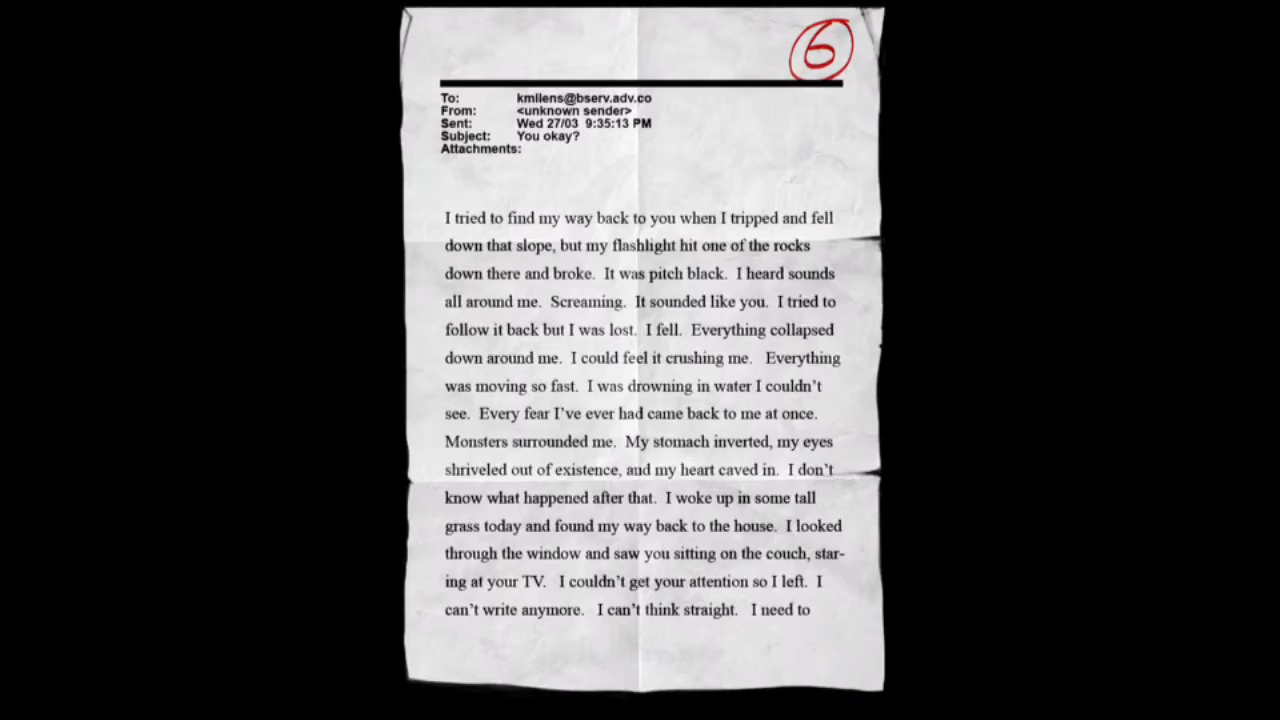 6
To: kmllens@bserv.adv.co
From: <unknown sender>
Sent: Wed 27/03 9:35:13 PM
Subject: You okay?
Attachments:
I tried to find my way back to you when I tripped and fell
down that slope, but my flashlight hit one of the rocks
down there and broke.  It was pitch black.  I heard sounds
all around me.  Screaming.  It sounded like you.  I tried to
follow it back but I was lost.  I fell.  Everything collapsed
down around me.  I could feel it crushing me.   Everything
was moving so fast.  I was drowning in water I couldn’t
see.  Every fear I’ve ever had came back to me at once.
Monsters surrounded me.  My stomach inverted, my eyes
shriveled out of existence, and my heart caved in.  I don’t
know what happened after that.  I woke up in some tall
grass today and found my way back to the house.  I looked
through the window and saw you sitting on the couch, star-
ing at your TV.   I couldn’t get your attention so I left.  I
can’t write anymore.   I can’t think straight.   I need to